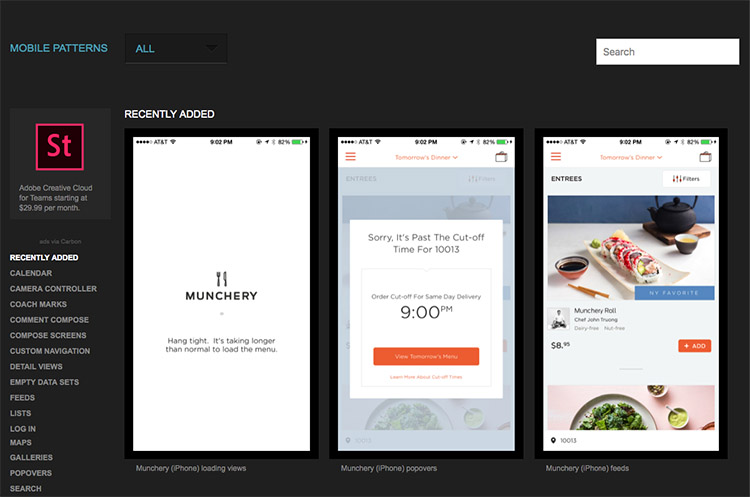 MOBILE PATTERNS
ALL
Search
St
Adobe Creative Cloud
for Teams starting at
$29.99 per month.
ads via Carbon
RECENTLY ADDED
CALENDAR
CAMERA CONTROLLER
COACH MARKS
COMMENT COMPOSE
COMPOSE SCREENS
CUSTOM NAVIGATION
DETAIL VIEWS
EMPTY DATA SETS
FEEDS
LISTS
LOG IN
MAPS
GALLERIES
POPOVERS
SEARCH
RECENTLY ADDED
AT&T 9:02 PM 82%
MUNCHERY
Hang tight. It's taking longer
than normal to load the menu.
Munchery (iPhone) loading views
AT&T 9:02 PM 82%
Tomorrow's Dinner
ENTREES Filters
Sorry, It's Past The Cut-off
Time For 10013
Order Cut-off For Same Day Delivery
9:00PM
View Tomorrow's Menu
Learn More About Cut-off Times
10013
Munchery (iPhone) popovers
AT&T 9:02 PM 82%
Tomorrow's Dinner
ENTREES Filters
NY FAVORITE
Munchery Roll
Chef John Truong
Dairy-free Nut-free
$8.95 + ADD
10013
Munchery (iPhone) feeds